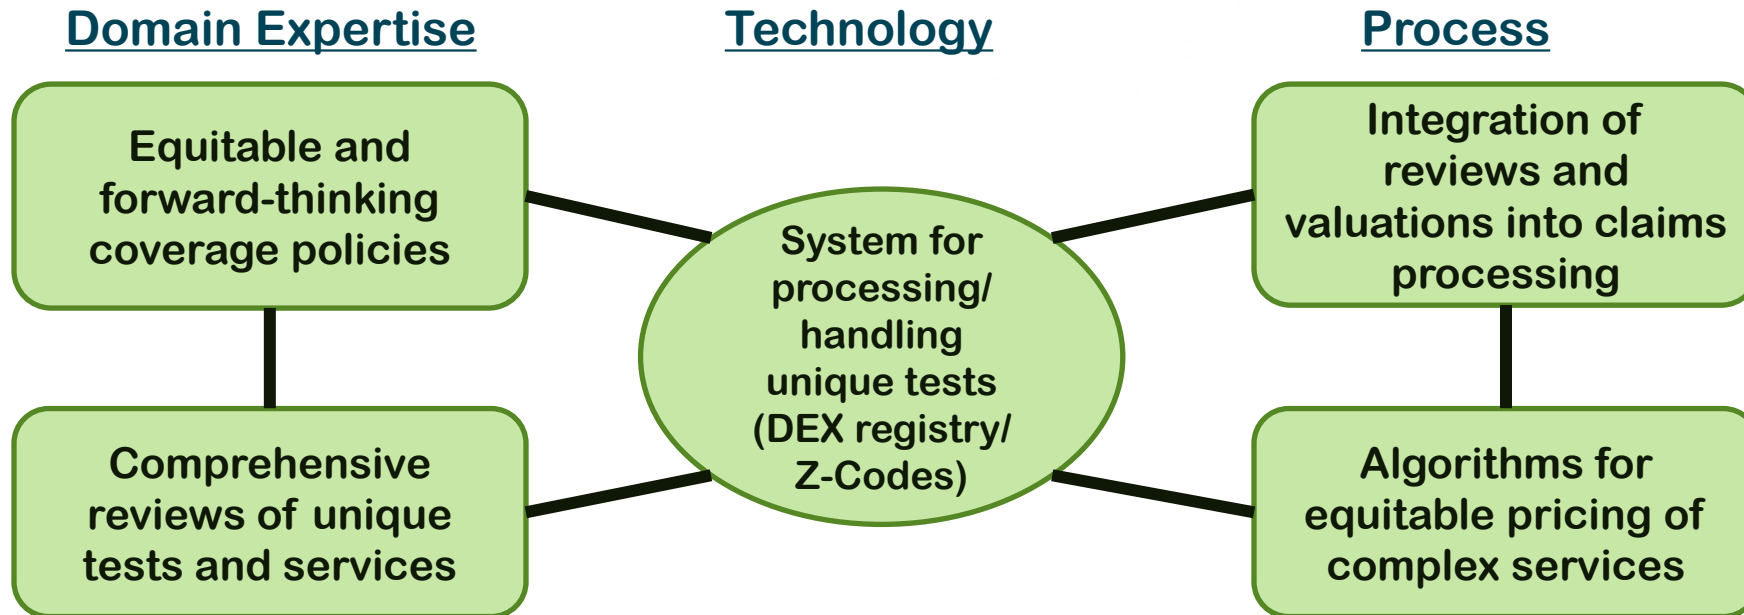 Domain Expertise
Technology
Process
Equitable and
forward-thinking
coverage policies
Comprehensive
reviews of unique
tests and services
System for
processing/
handling
unique tests
(DEX registry/
Z-Codes)
Integration of
reviews and
valuations into claims
processing
Algorithms for
equitable pricing of
complex services